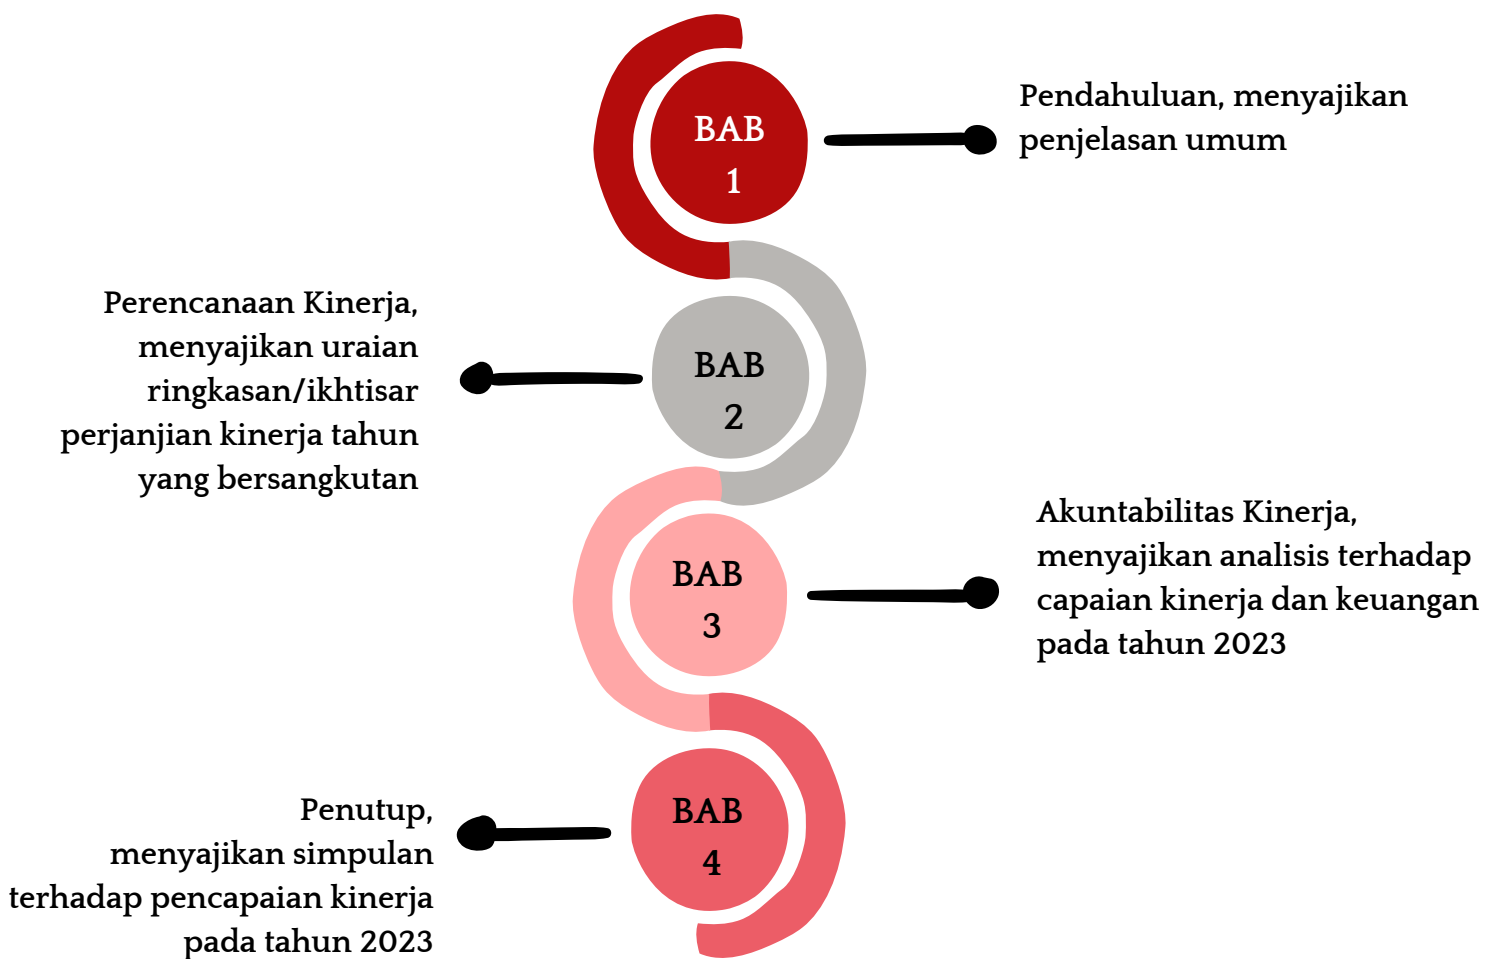 BAB
1
Pendahuluan, menyajikan
penjelasan umum
BAB
2
Perencanaan Kinerja,
menyajikan uraian
ringkasan/ikhtisar
perjanjian kinerja tahun
yang bersangkutan
BAB
3
Akuntabilitas Kinerja,
menyajikan analisis terhadap
capaian kinerja dan keuangan
pada tahun 2023
BAB
4
Penutup,
menyajikan simpulan
terhadap pencapaian kinerja
pada tahun 2023